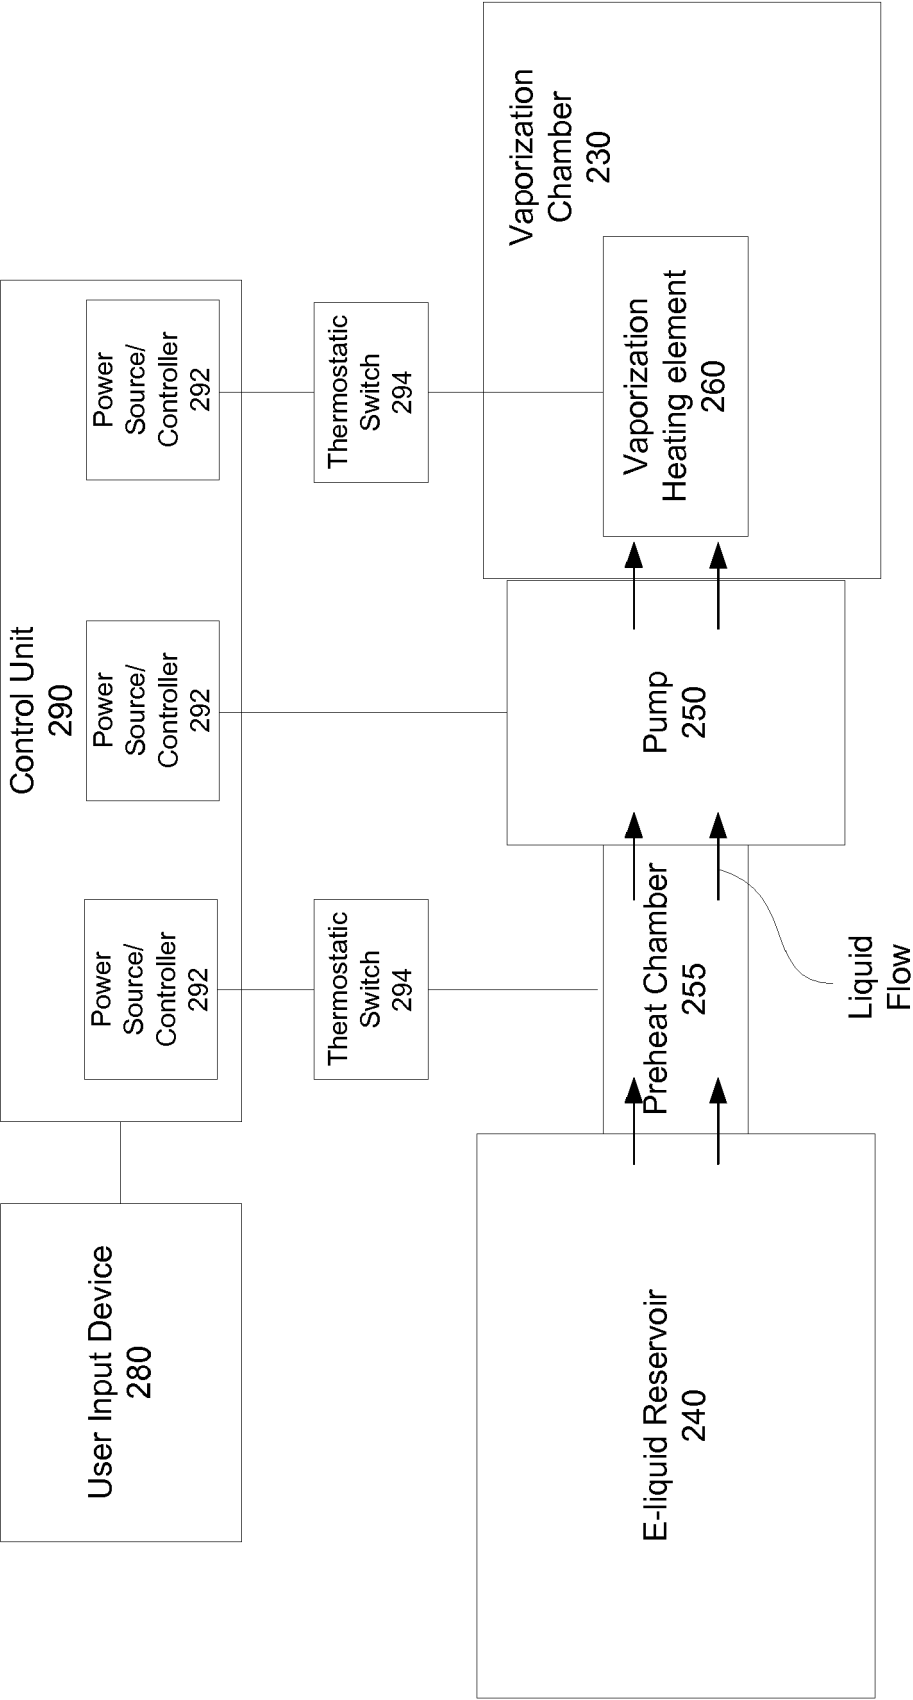 User Input Device
280
Control Unit
290
Power
Source/
Controller
292
Power
Source/
Controller
292
Power
Source/
Controller
292
Thermostatic
Switch
294
Thermostatic
Switch
294
E-liquid Reservoir
240
Preheat Chamber
255
Pump
250
Vaporization
Chamber
230
Vaporization
Heating element
260
Liquid
Flow